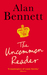 Alan Bennett
The
Uncommon
Reader